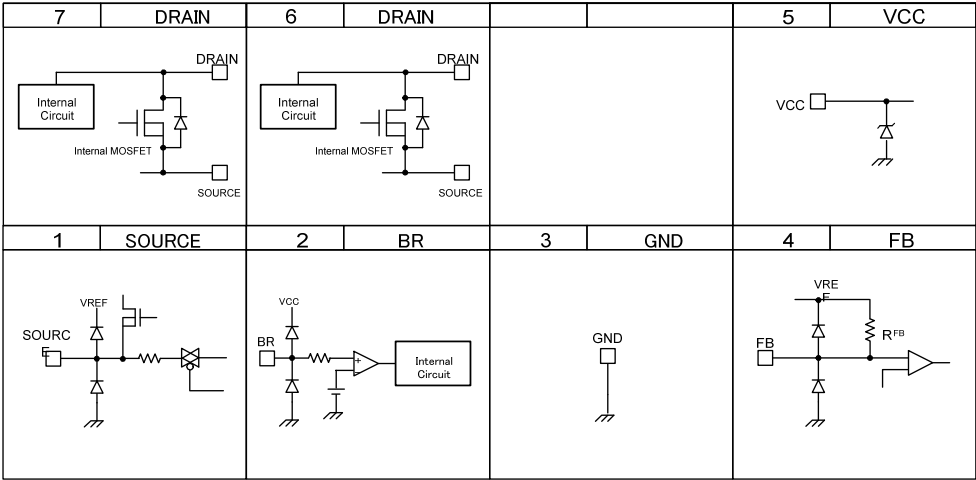 7 DRAIN 6 DRAIN 5 VCC
DRAIN
Internal
Circuit
Internal MOSFET
SOURCE
DRAIN
Internal
Circuit
Internal MOSFET
SOURCE
VCC
1 SOURCE 2 BR 3 GND 4 FB
VREF
SOURC
E
VCC
BR
+
-
Internal
Circuit
GND
VRE
F
FB
RFB